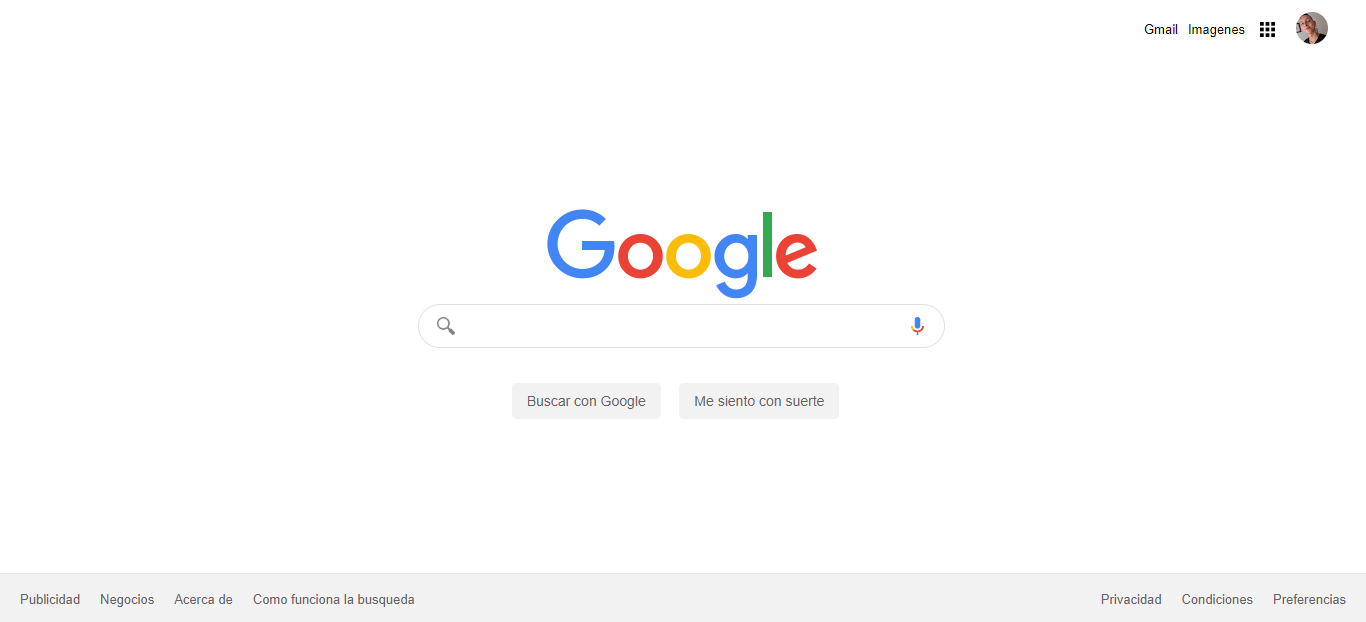 Gmail Imagenes
Google
Buscar con Google Me siento con suerte
Publicidad Negocios Acerca de Como funciona la busqueda Privacidad Condiciones Preferencias